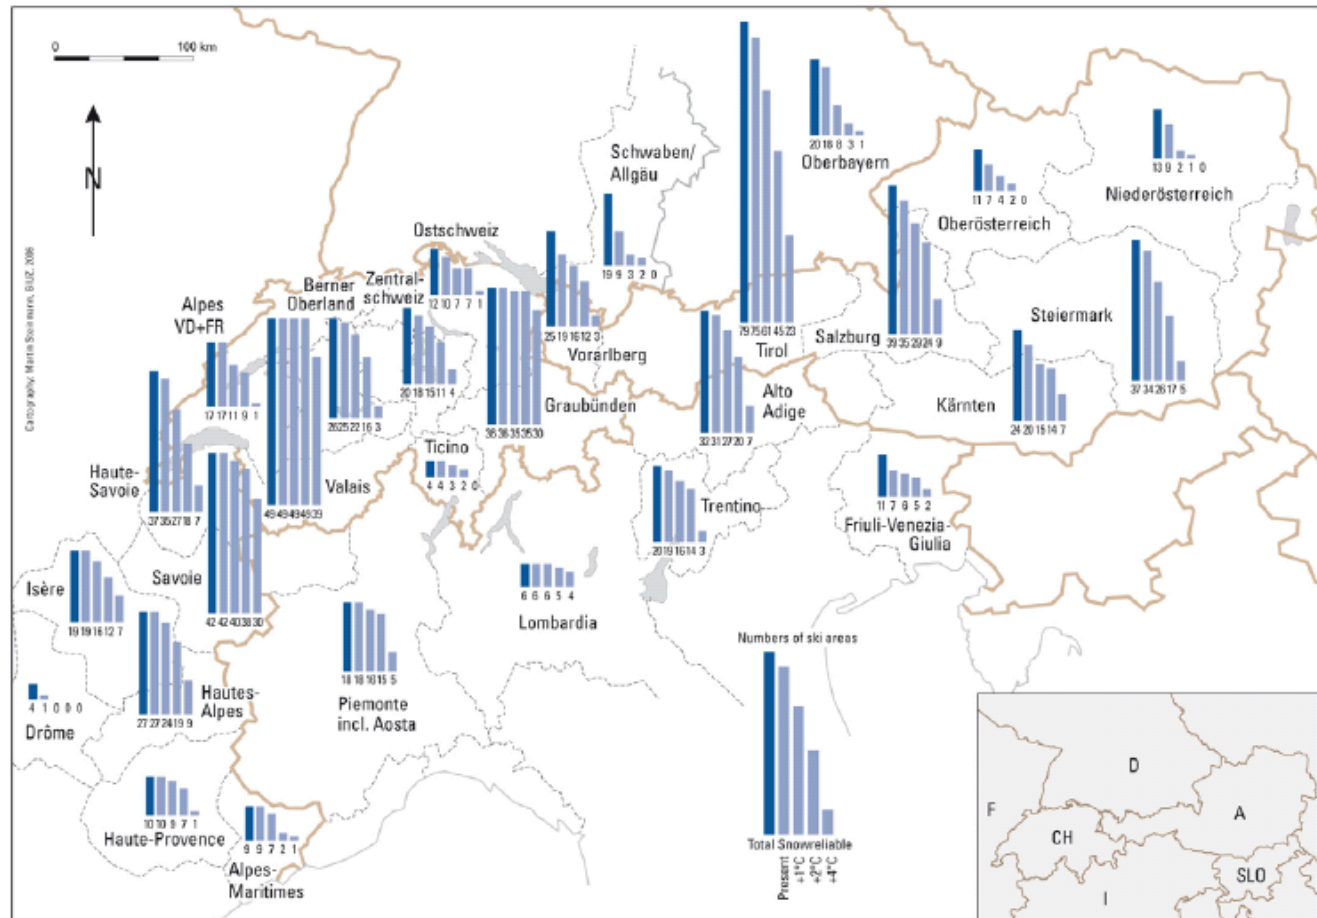 0 100 km
N
Cartography: Martin Steinmann, GIUZ, 2006
Schwaben/
Allgäu
19 9 3 2 0
79 75 61 45 23
Tirol
20 18 8 3 1
Oberbayern
11 7 4 2 0
Oberösterreich
13 9 2 1 0
Niederösterreich
Ostschweiz
12 10 7 7 1
25 19 16 12 3
Vorarlberg
Salzburg
39 35 29 24 9
Steiermark
37 34 26 17 5
Alpes
VD+FR
17 17 11 9 1
Berner
Oberland
26 25 22 16 3
Zentral-
schweiz
20 18 15 11 4
Graubünden
36 36 35 35 30
Alto
Adige
32 31 27 20 7
Kärnten
24 20 15 14 7
Haute-
Savoie
37 35 27 18 7
Valais
49 49 49 49 39
Ticino
4 4 3 2 0
Trentino
20 19 16 14 3
11 7 6 5 2
Friuli-Venezia-
Giulia
Isère
19 19 16 12 7
Savoie
42 42 40 38 30
6 6 6 5 4
Lombardia
4 1 0 0 0
Drôme
Hautes-
Alpes
27 27 24 19 9
18 18 16 15 5
Piemonte
incl. Aosta
10 10 9 7 1
Haute-Provence
9 9 7 2 1
Alpes-
Maritimes
Numbers of ski areas
Total Snowreliable
Present
+1°C
+2°C
+4°C
D
F
CH
A
SLO
I